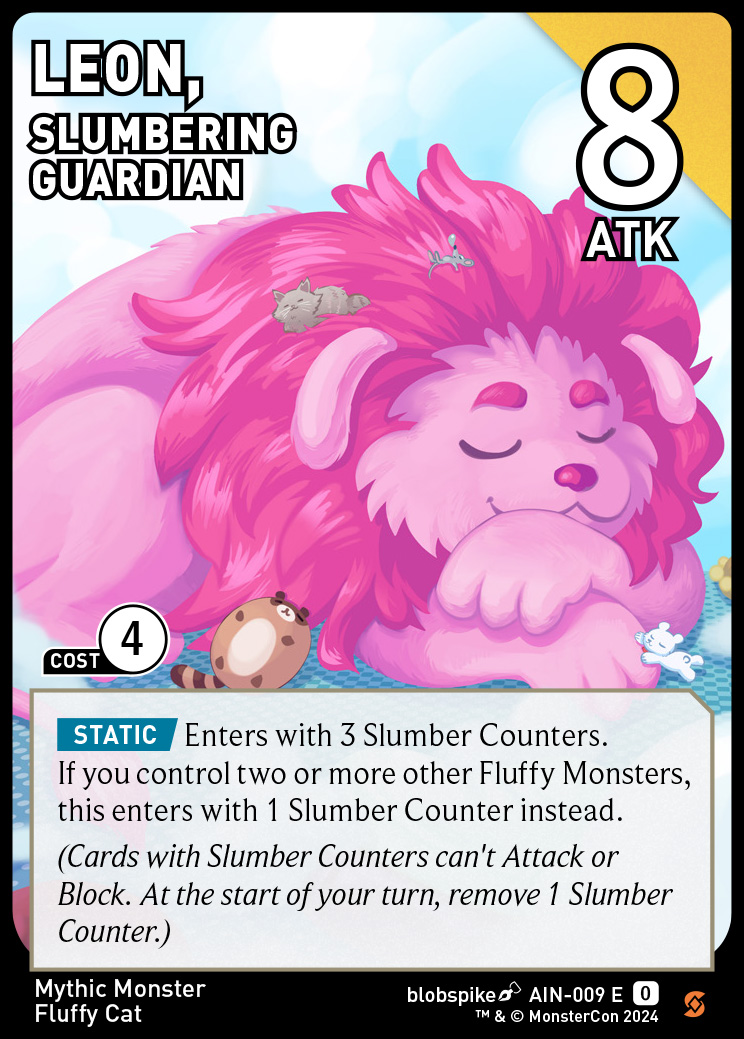 LEON,
SLUMBERING
GUARDIAN
8
ATK
COST 4
STATIC Enters with 3 Slumber Counters.
If you control two or more other Fluffy Monsters,
this enters with 1 Slumber Counter instead.
(Cards with Slumber Counters can't Attack or
Block. At the start of your turn, remove 1 Slumber
Counter.)
Mythic Monster
Fluffy Cat
blobspike AIN-009 E 0
™ & © MonsterCon 2024